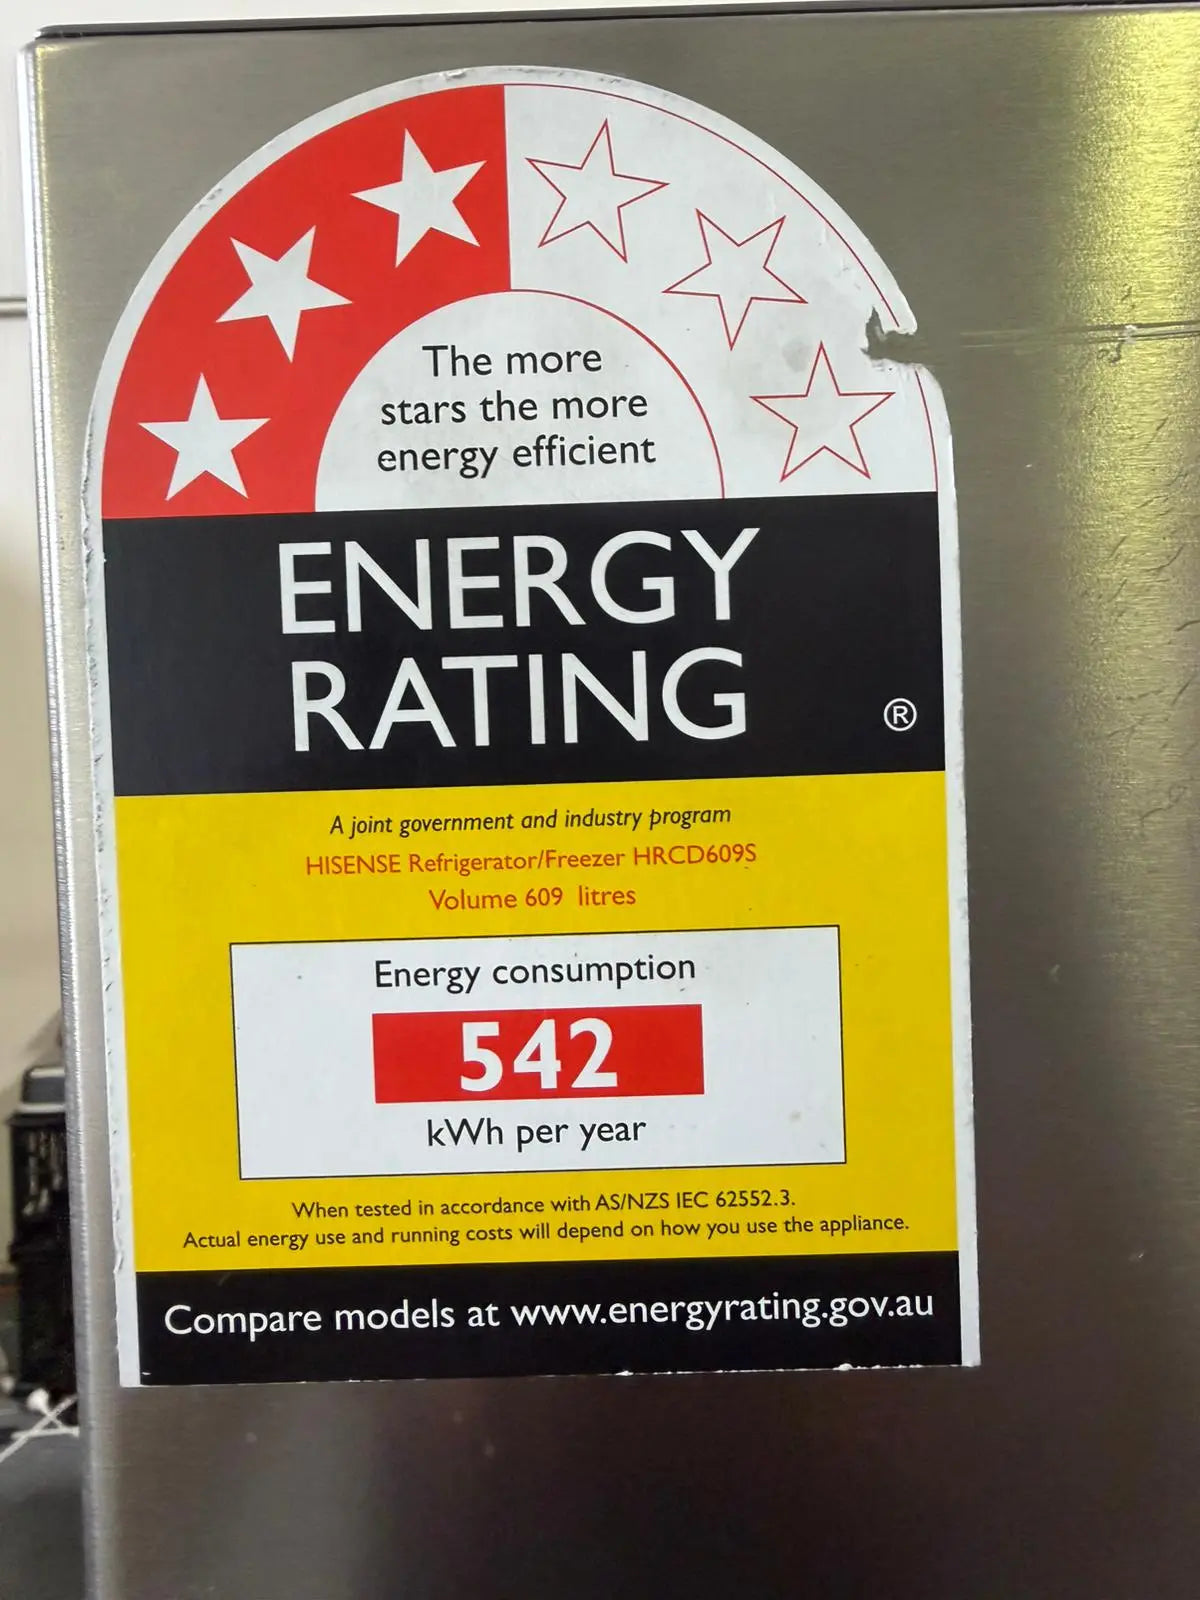 The more
stars the more
energy efficient
ENERGY
RATING
®
A joint government and industry program
HISENSE Refrigerator/Freezer HRCD609S
Volume 609 litres
Energy consumption
542
kWh per year
When tested in accordance with AS/NZS IEC 62552.3.
Actual energy use and running costs will depend on how you use the appliance.
Compare models at www.energyrating.gov.au